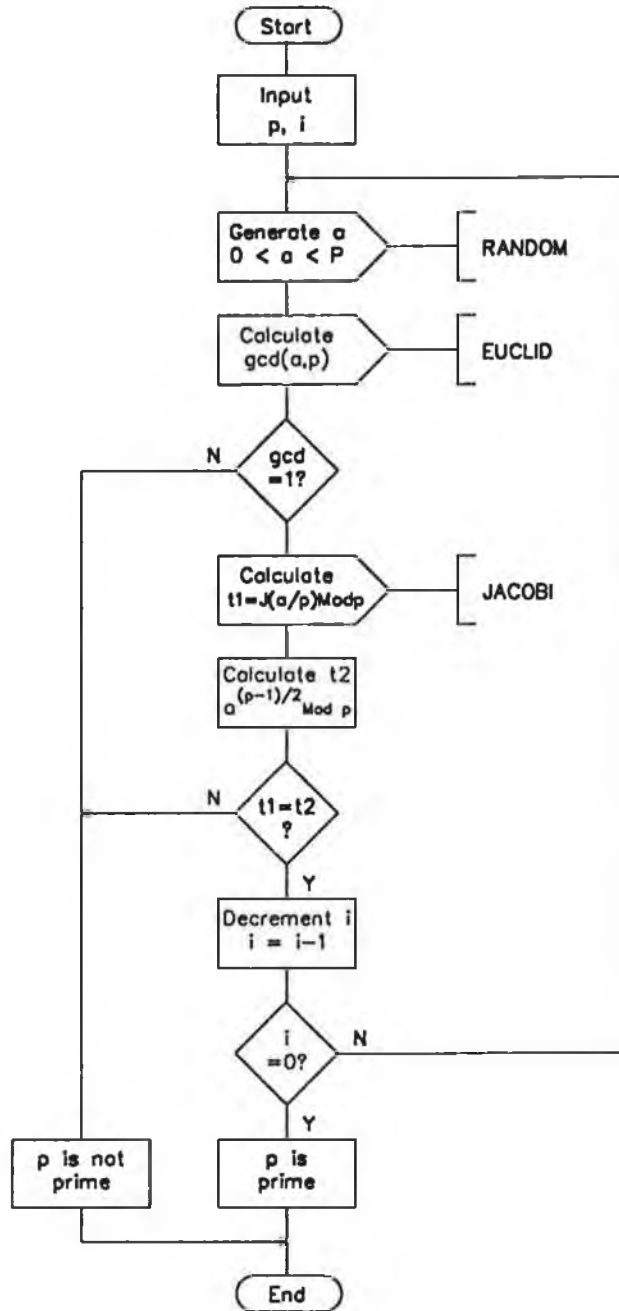 Start
Input
p, i
Generate a
0 < a < P
RANDOM
Calculate
gcd(a,p)
EUCLID
N
gcd
=1?
Calculate
t1=J(a/p)Modp
JACOBI
Calculate t2
a^(p-1)/2 Mod p
N
t1=t2
?
Y
Decrement i
i = i-1
i
=0?
N
Y
p is not
prime
p is
prime
End